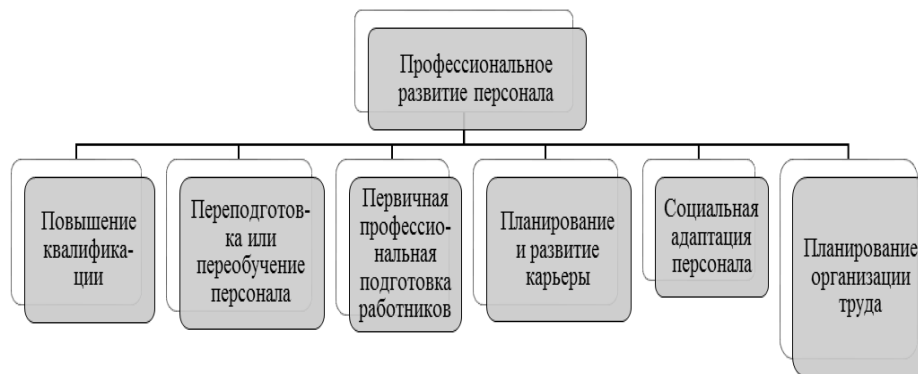 Профессиональное
развитие персонала
Повышение
квалифика-
ции
Переподготов-
ка или
переобучение
персонала
Первичная
профессио-
нальная
подготовка
работников
Планирование
и развитие
карьеры
Социальная
адаптация
персонала
Планирование
организации
труда